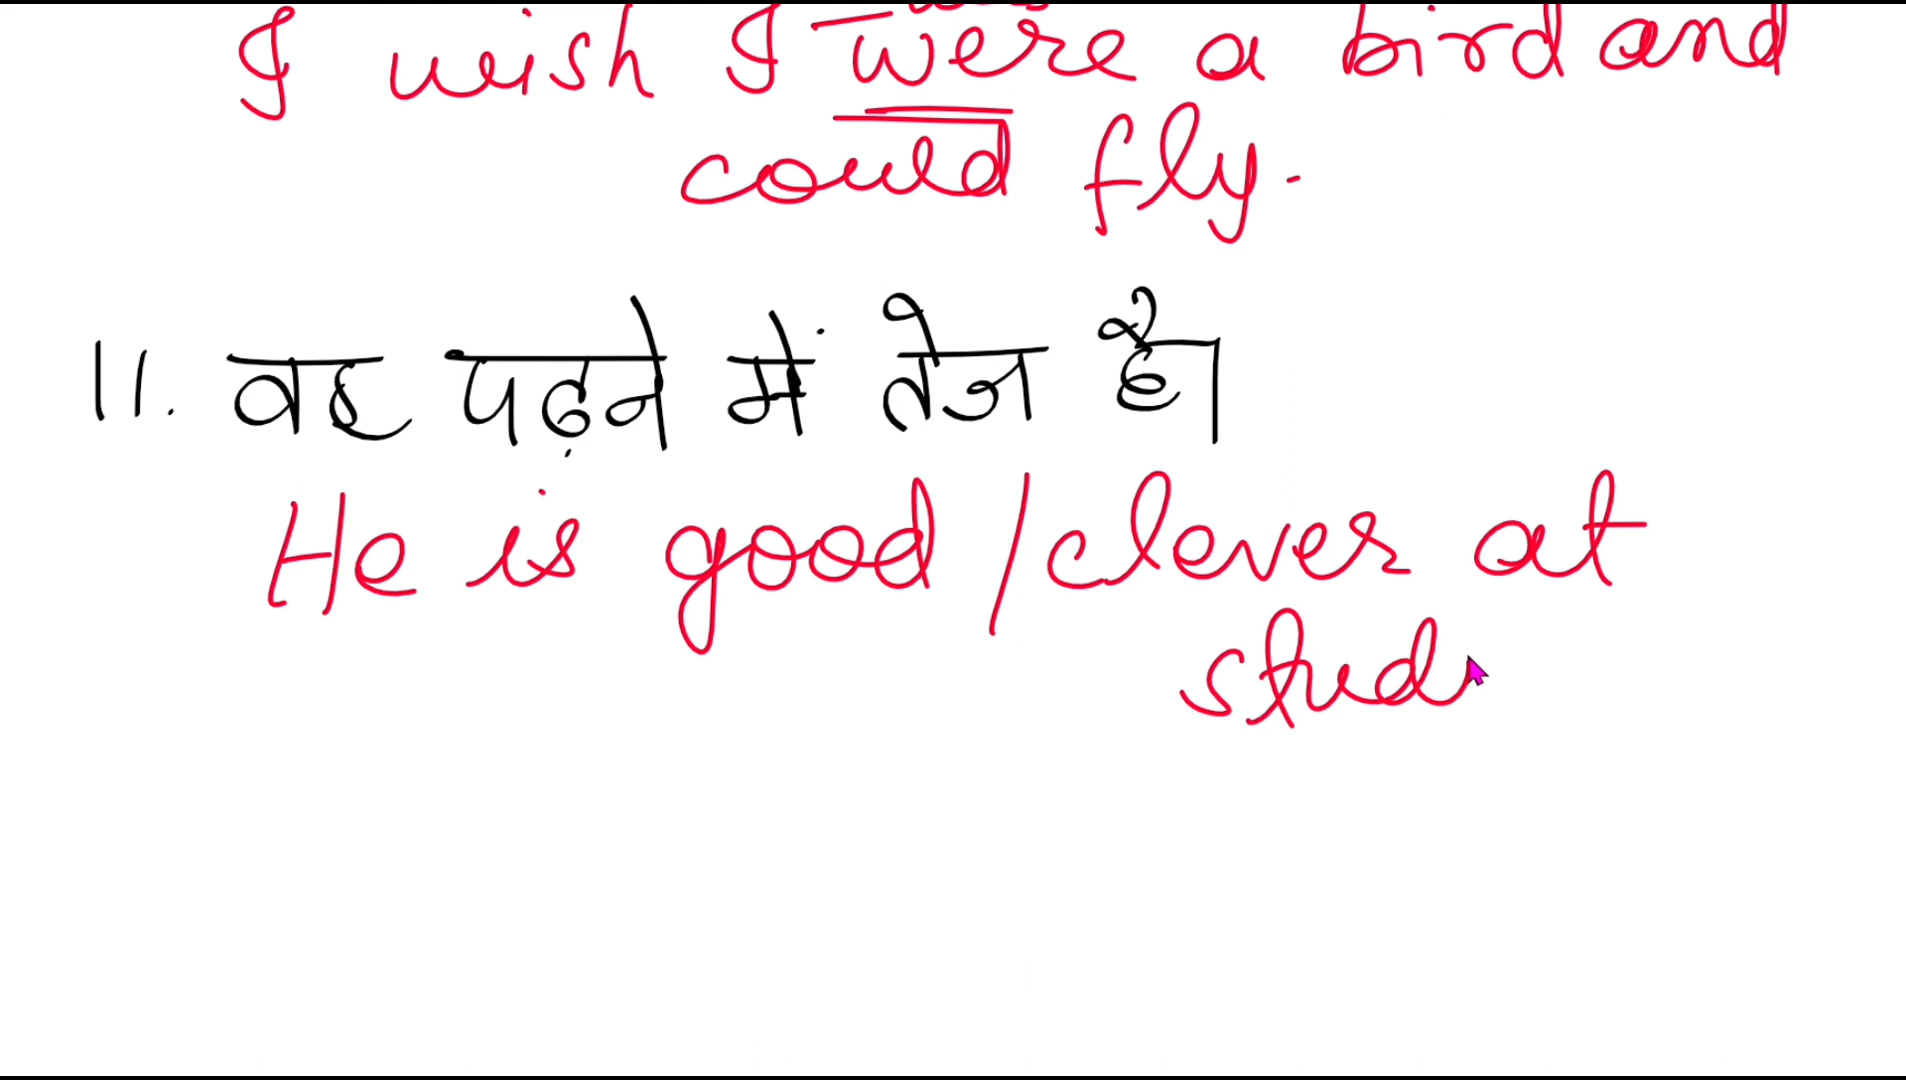 I wish I were a bird and
could fly.
11. वह पढ़ने में तेज है।
He is good / clever at
stud